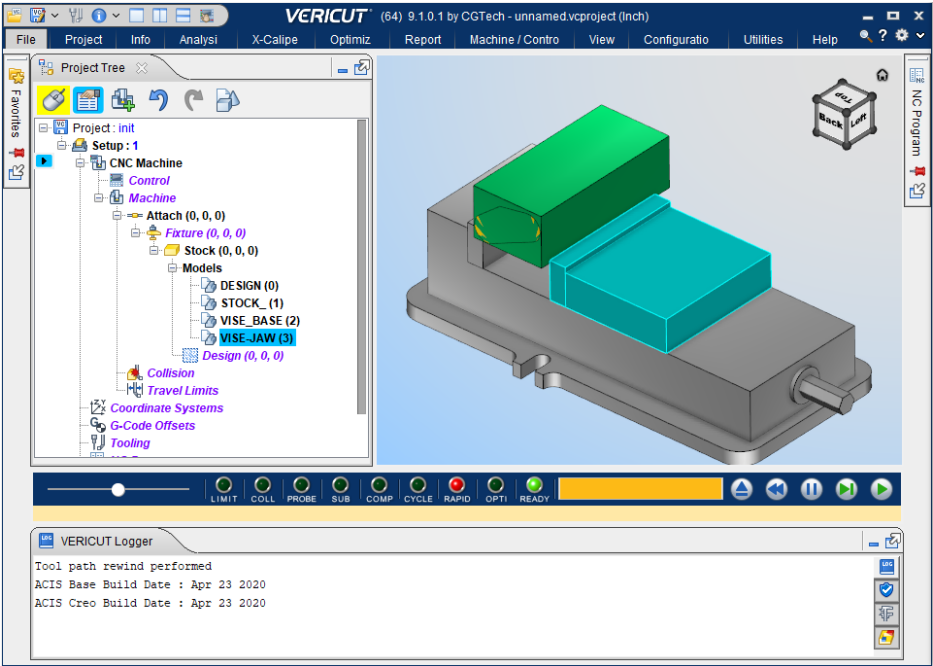 VERICUT (64) 9.1.0.1 by CGTech - unnamed.vcproject (Inch)
File Project Info Analysi X-Calipe Optimiz Report Machine / Contro View Configuratio Utilities Help
Favorites
Project Tree
Project : init
Setup : 1
CNC Machine
Control
Machine
Attach (0, 0, 0)
Fixture (0, 0, 0)
Stock (0, 0, 0)
Models
DESIGN (0)
STOCK_ (1)
VISE_BASE (2)
VISE-JAW (3)
Design (0, 0, 0)
Collision
Travel Limits
Coordinate Systems
G-Code Offsets
Tooling
Top
Back Left
NC Program
LIMIT COLL PROBE SUB COMP CYCLE RAPID OPTI READY
LOG VERICUT Logger
Tool path rewind performed
ACIS Base Build Date : Apr 23 2020
ACIS Creo Build Date : Apr 23 2020
LOG